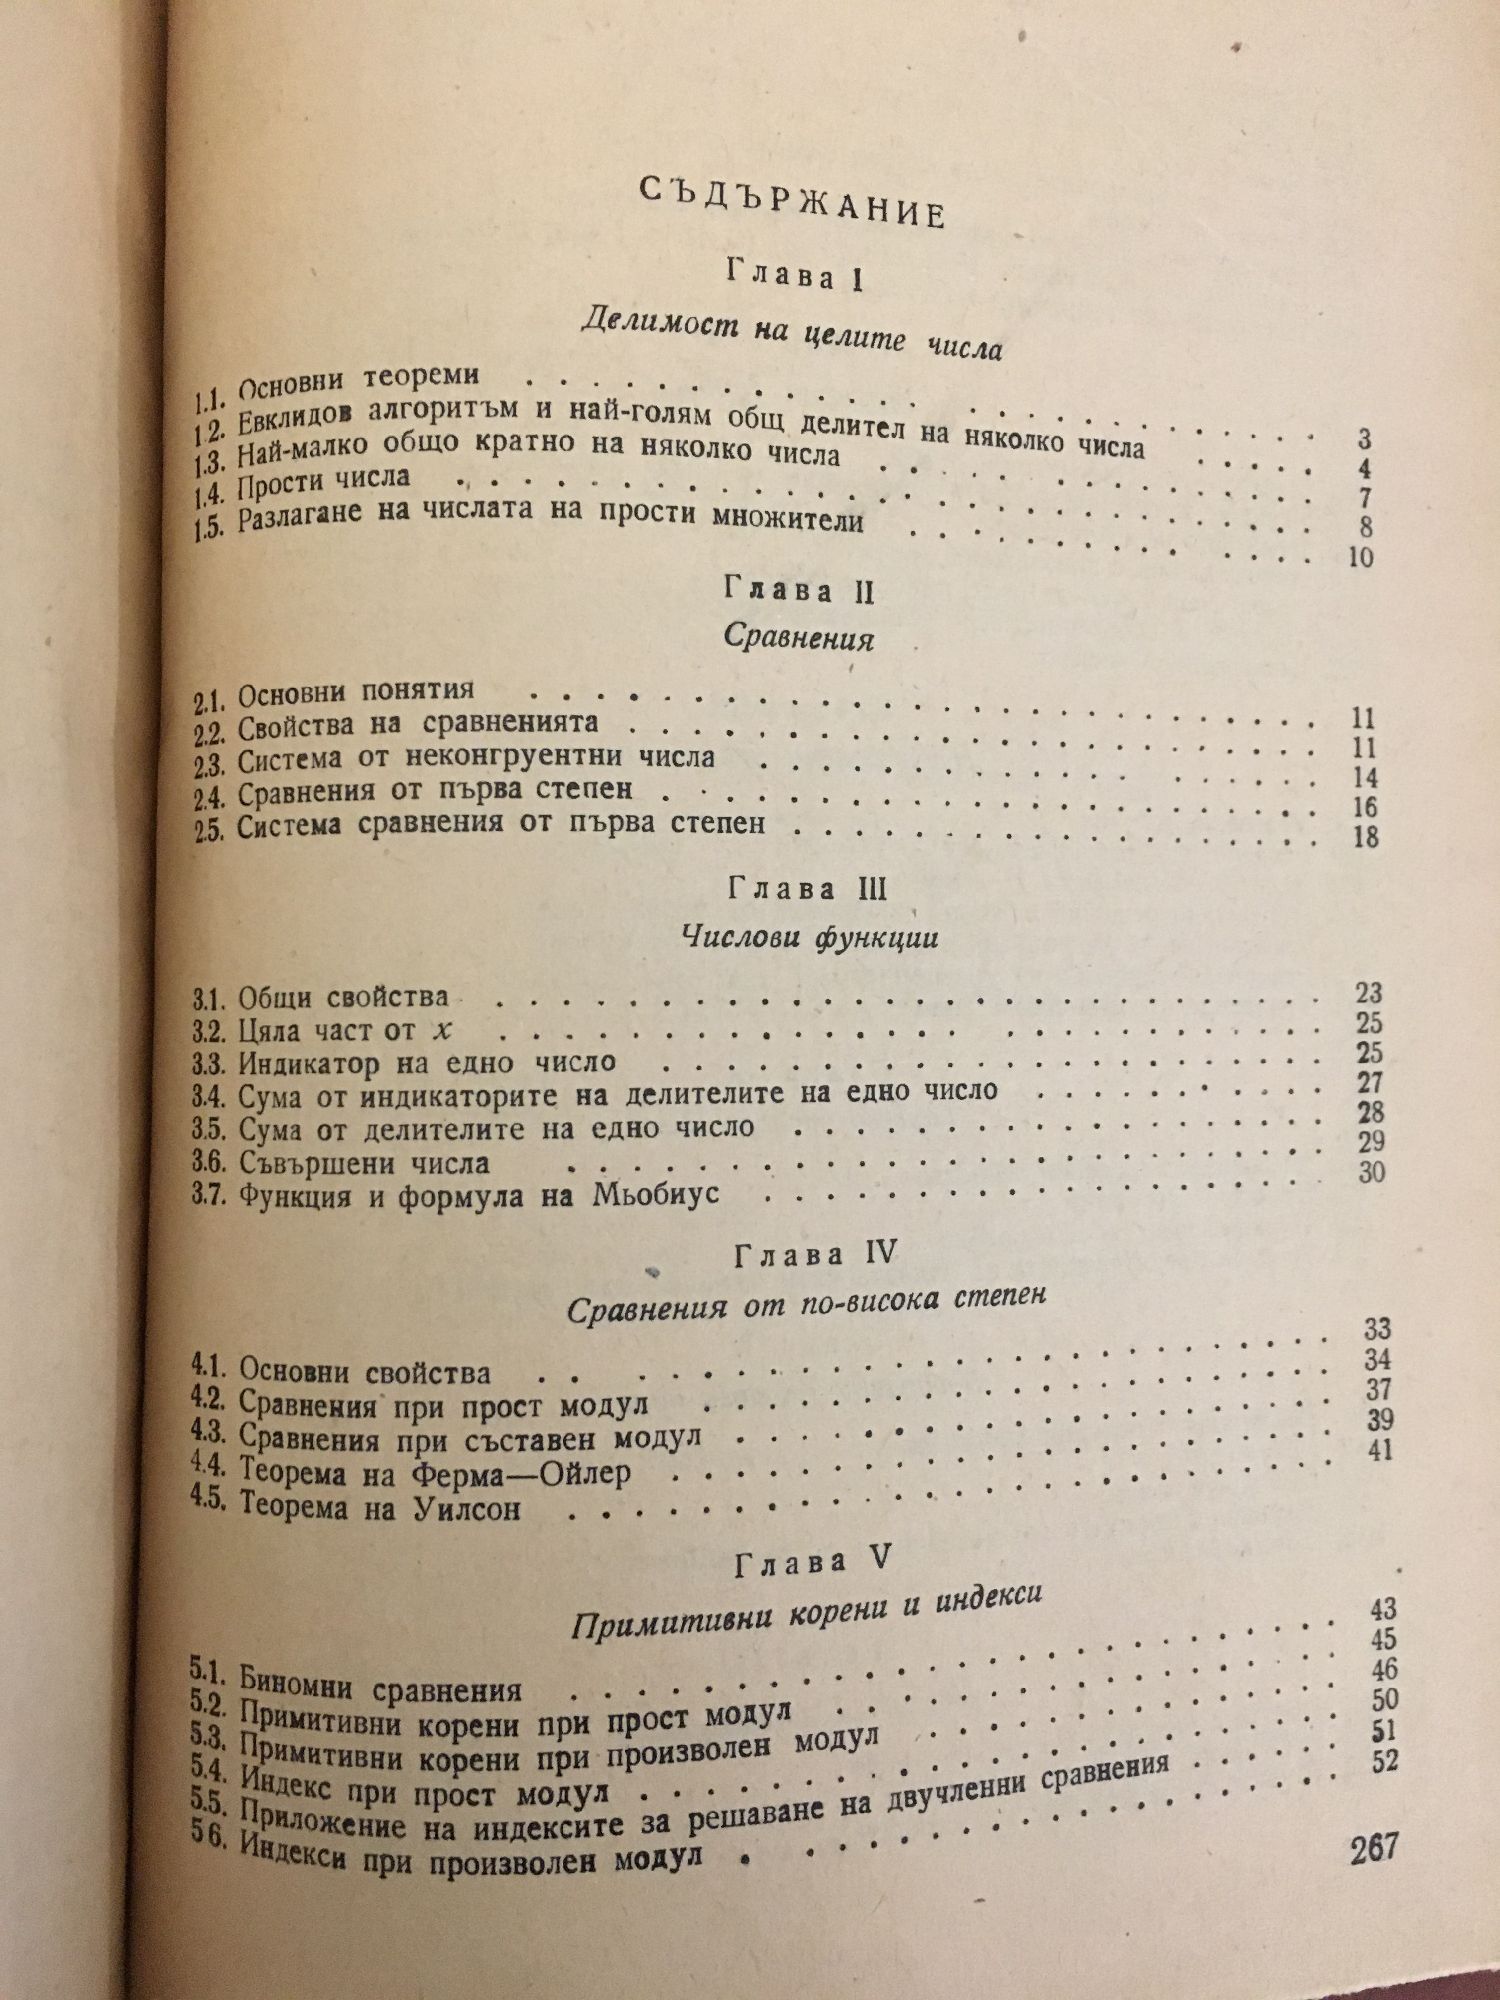 СЪДЪРЖАНИЕ
Глава I
Делимост на целите числа
1.1. Основни теореми . . . . . . . . . . . . . . . . . . . . 3
1.2. Евклидов алгоритъм и най-голям общ делител на няколко числа . . . . . 4
1.3. Най-малко общо кратно на няколко числа . . . . . . . . . . . . 7
1.4. Прости числа . . . . . . . . . . . . . . . . . . . . . . 8
1.5. Разлагане на числата на прости множители . . . . . . . . . . . . 10
Глава II
Сравнения
2.1. Основни понятия . . . . . . . . . . . . . . . . . . . . 11
2.2. Свойства на сравненията . . . . . . . . . . . . . . . . . . 11
2.3. Система от неконгруентни числа . . . . . . . . . . . . . . . 14
2.4. Сравнения от първа степен . . . . . . . . . . . . . . . . . 16
2.5. Система сравнения от първа степен . . . . . . . . . . . . . . 18
Глава III
Числови функции
3.1. Общи свойства . . . . . . . . . . . . . . . . . . . . . 23
3.2. Цяла част от x . . . . . . . . . . . . . . . . . . . . . 25
3.3. Индикатор на едно число . . . . . . . . . . . . . . . . . . 25
3.4. Сума от индикаторите на делителите на едно число . . . . . . . . . 27
3.5. Сума от делителите на едно число . . . . . . . . . . . . . . . 28
3.6. Съвършени числа . . . . . . . . . . . . . . . . . . . . 29
3.7. Функция и формула на Мьобиус . . . . . . . . . . . . . . . 30
Глава IV
Сравнения от по-висока степен
4.1. Основни свойства . . . . . . . . . . . . . . . . . . . . 33
4.2. Сравнения при прост модул . . . . . . . . . . . . . . . . . 34
4.3. Сравнения при съставен модул . . . . . . . . . . . . . . . . 37
4.4. Теорема на Ферма—Ойлер . . . . . . . . . . . . . . . . . 39
4.5. Теорема на Уилсон . . . . . . . . . . . . . . . . . . . . 41
Глава V
Примитивни корени и индекси
5.1. Биномни сравнения . . . . . . . . . . . . . . . . . . . . 43
5.2. Примитивни корени при прост модул . . . . . . . . . . . . . . 45
5.3. Примитивни корени при произволен модул . . . . . . . . . . . . 46
5.4. Индекс при прост модул . . . . . . . . . . . . . . . . . . 50
5.5. Приложение на индексите за решаване на двучленни сравнения . . . . . 51
5 6. Индекси при произволен модул . . . . . . . . . . . . . . . . 52
267